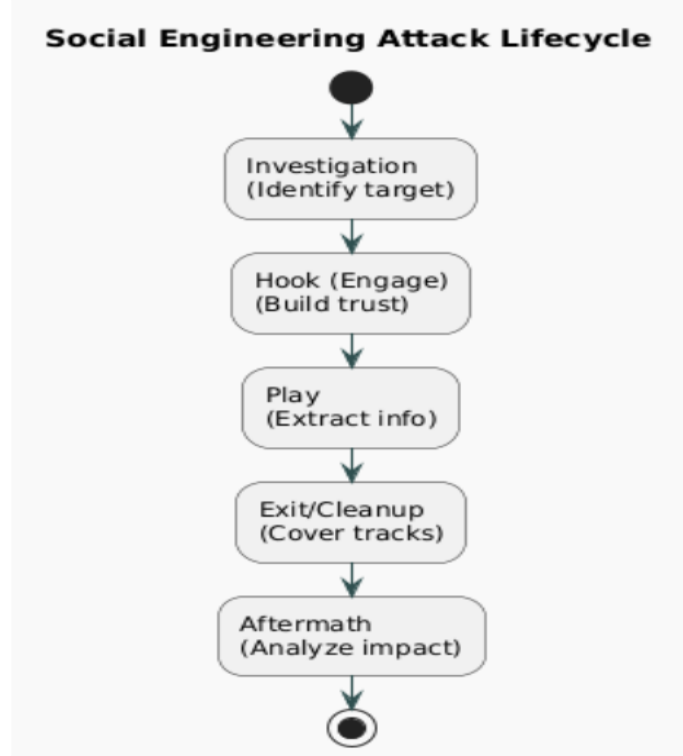 Social Engineering Attack Lifecycle
Investigation
(Identify target)
Hook (Engage)
(Build trust)
Play
(Extract info)
Exit/Cleanup
(Cover tracks)
Aftermath
(Analyze impact)